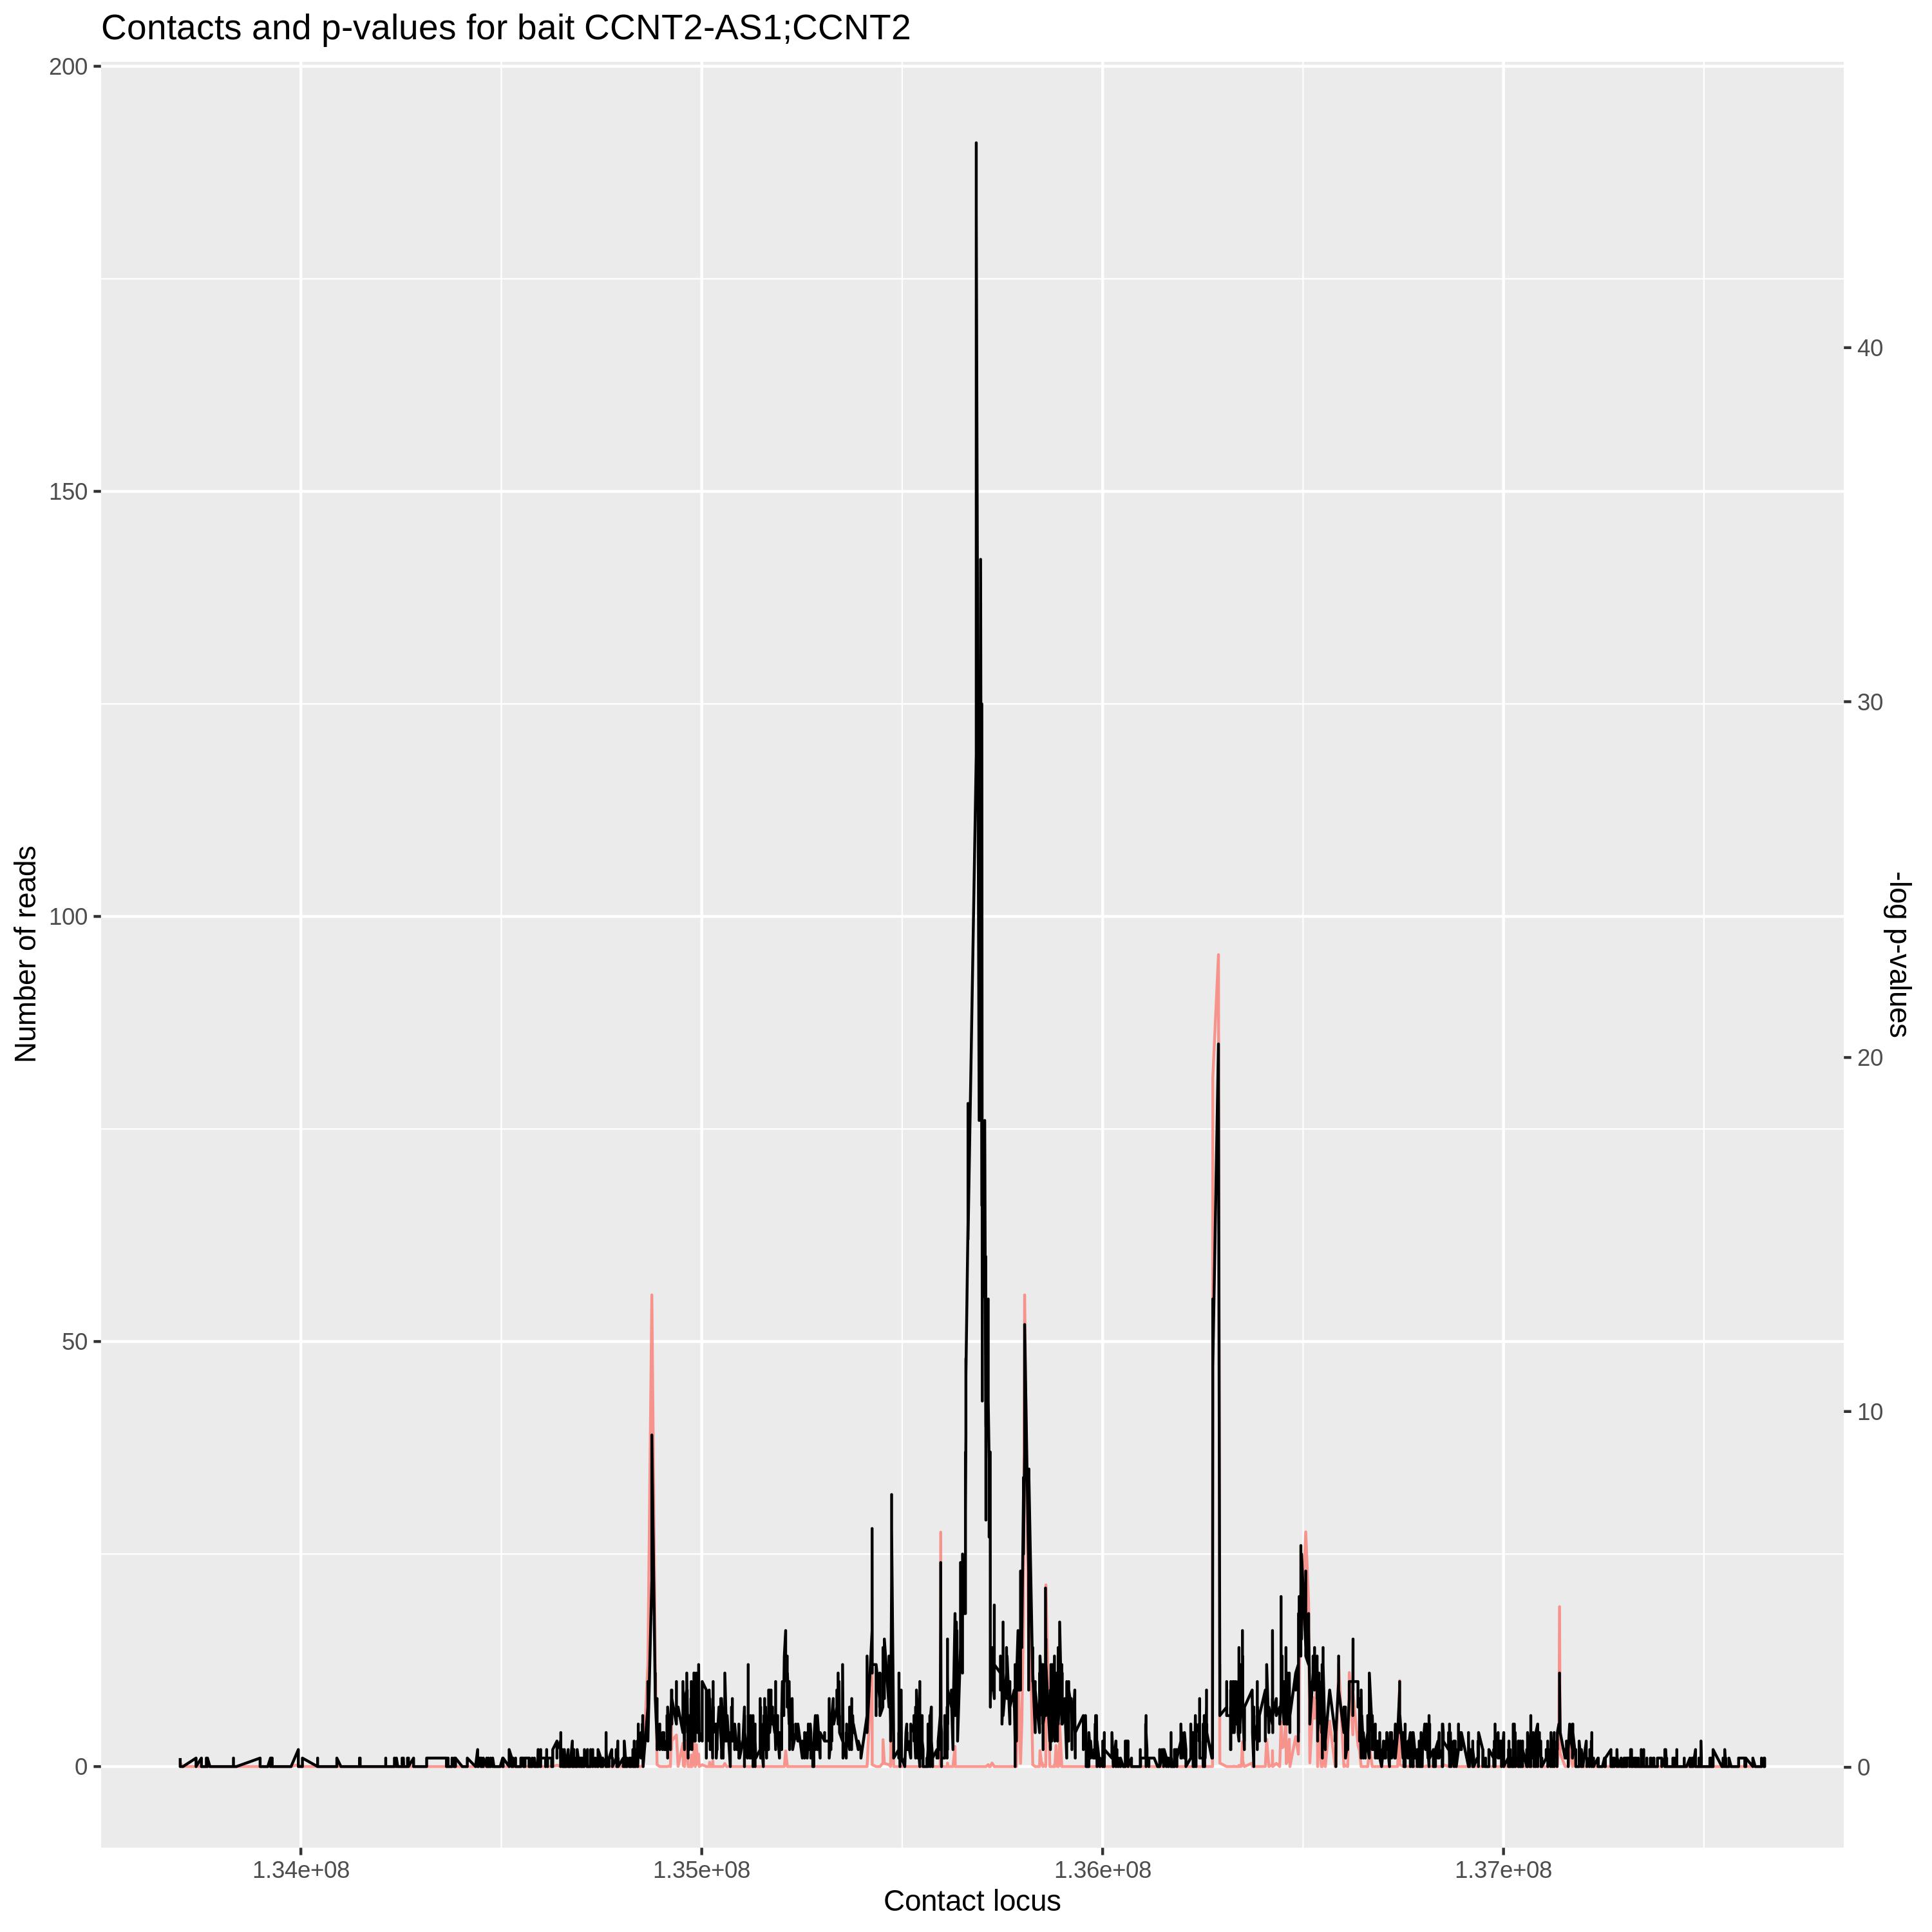 Contacts and p-values for bait CCNT2-AS1;CCNT2
200
150
100
50
0
Number of reads
40
30
20
10
0
-log p-values
1.34e+08
1.35e+08
1.36e+08
1.37e+08
Contact locus